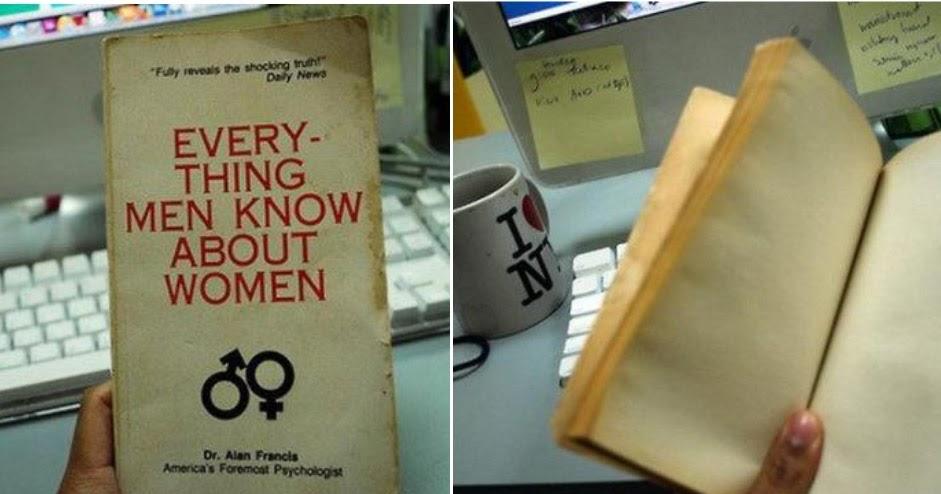 "Fully reveals the shocking truth!"
Daily News
EVERY-
THING
MEN KNOW
ABOUT
WOMEN
Dr. Alan Francis
America's Foremost Psychologist
I
N